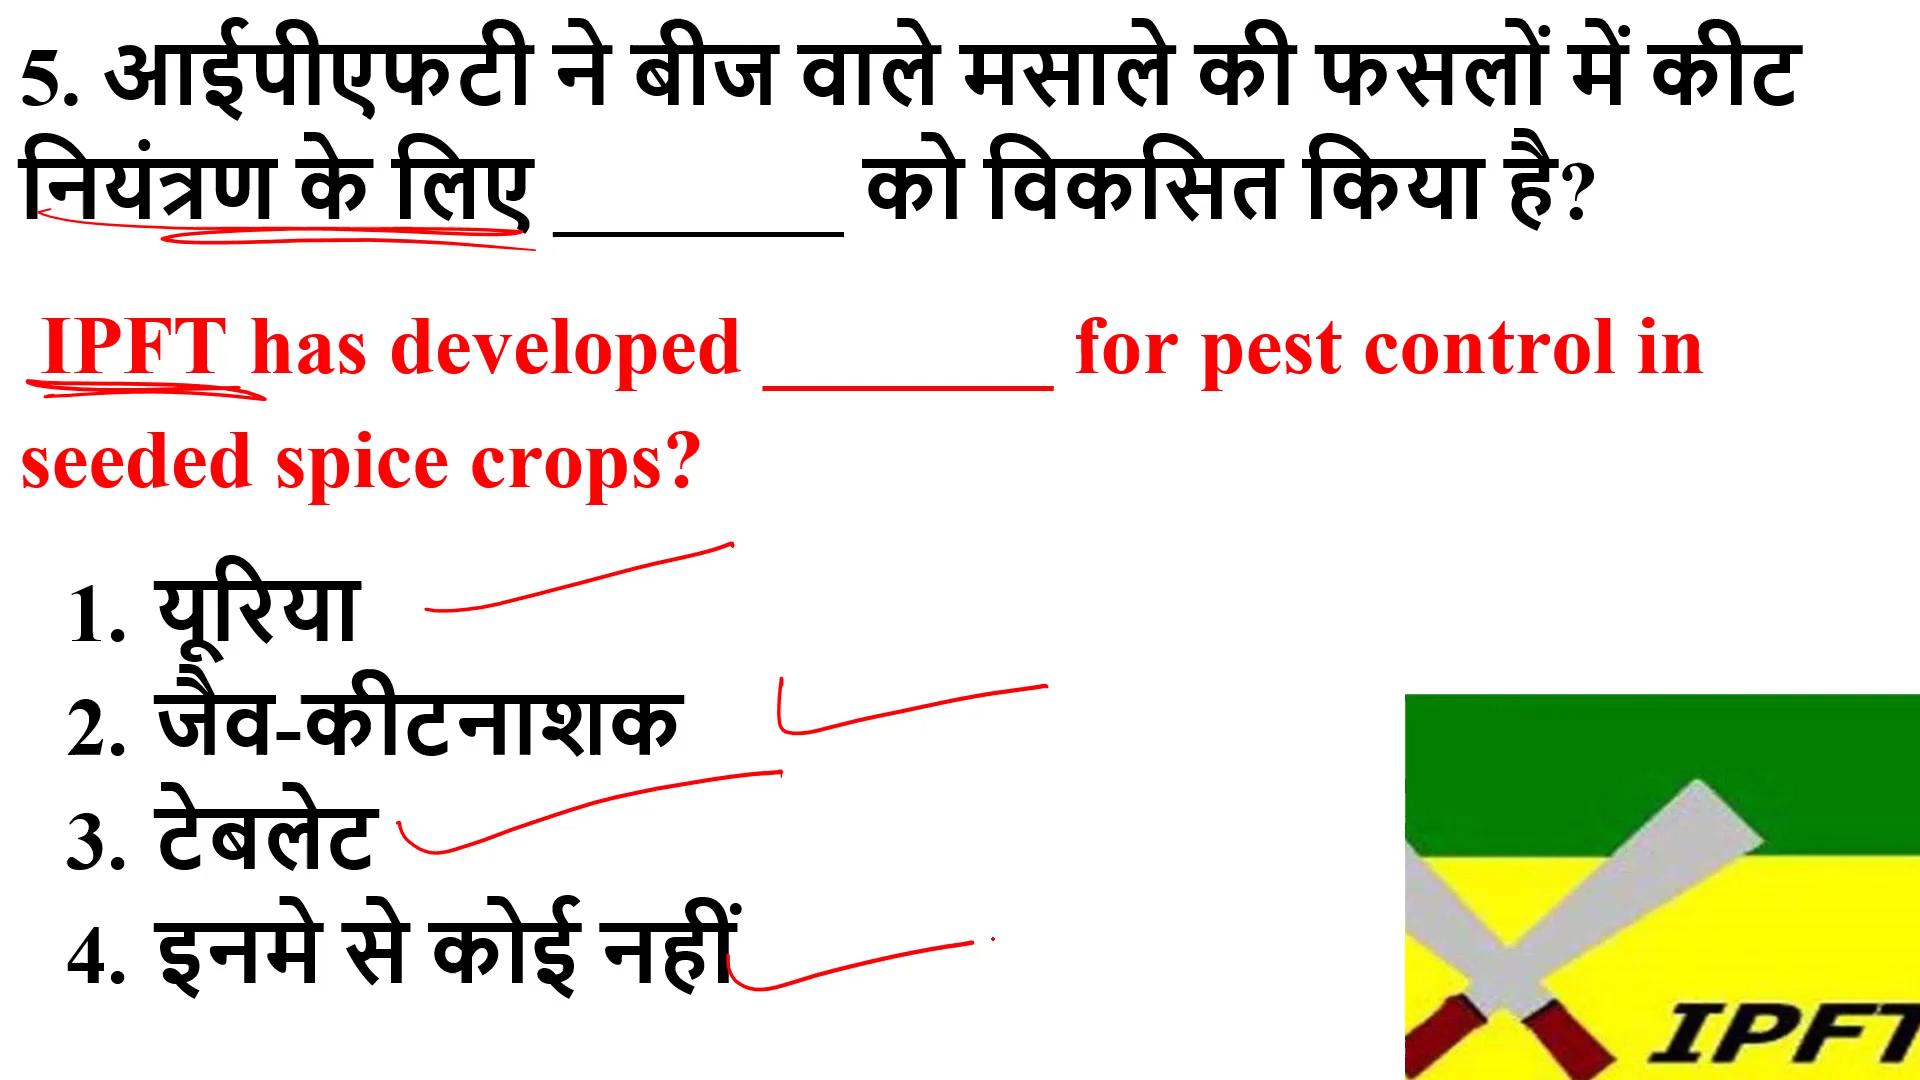 5. आईपीएफटी ने बीज वाले मसाले की फसलों में कीट
नियंत्रण के लिए ________ को विकसित किया है?
IPFT has developed ________ for pest control in
seeded spice crops?
1. यूरिया
2. जैव-कीटनाशक
3. टेबलेट
4. इनमे से कोई नहीं
IPFT